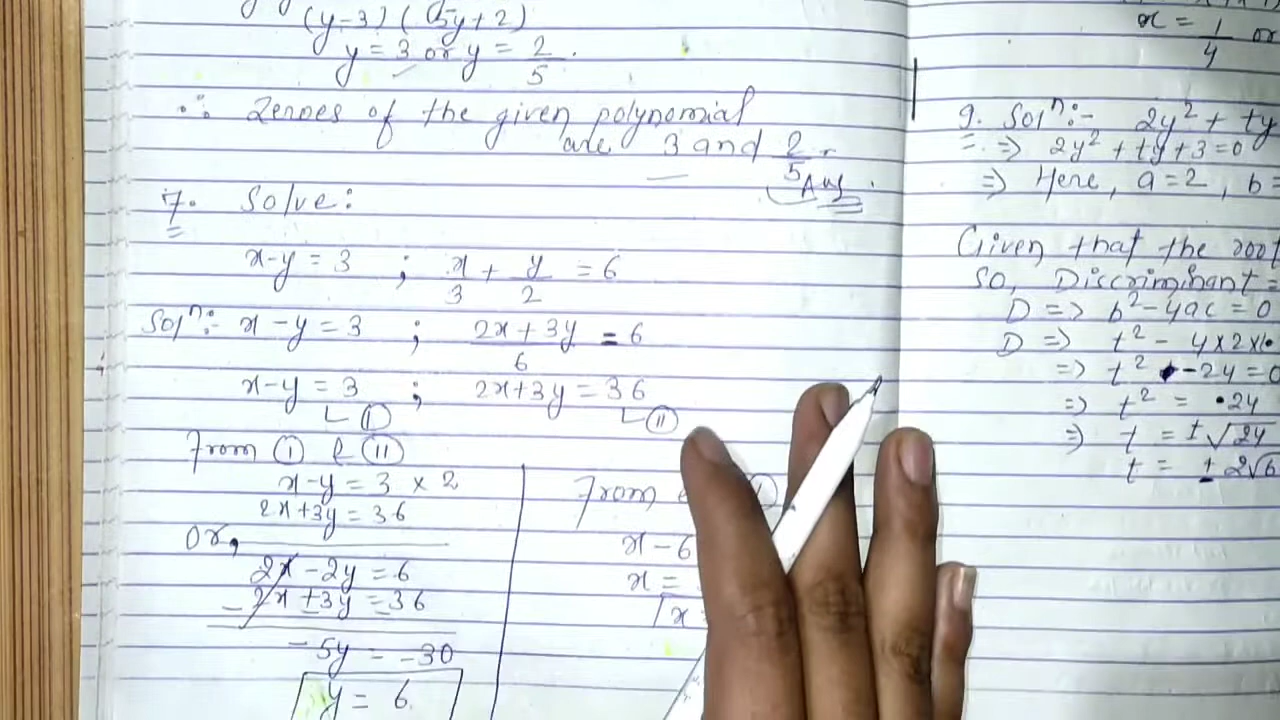 (y-3) (5y+2)
y = 3 or y = 2/5 .
∴ Zeroes of the given polynomial
are 3 and 2/5 .
Ans .
7. Solve:
x-y = 3 ; x/3 + y/2 = 6
Solⁿ:- x - y = 3 ; (2x + 3y)/6 = 6
x-y = 3 ; 2x+3y = 36
(I) (II)
from (I) & (II)
x-y = 3 × 2
2x+3y = 36
or,
2x - 2y = 6
2x + 3y = 36
- 5y = -30
y = 6
from
x - 6
x =
x
x = 1/4 or
9. Solⁿ:- 2y² + ty
=> 2y² + ty + 3 = 0
=> Here, a = 2 , b =
Given that the
so, Discriminant =
D => b² - 4ac = 0
D => t² - 4×2×
=> t² - 24 = 0
=> t² = 24
=> t = ±√24
t = ± 2√6